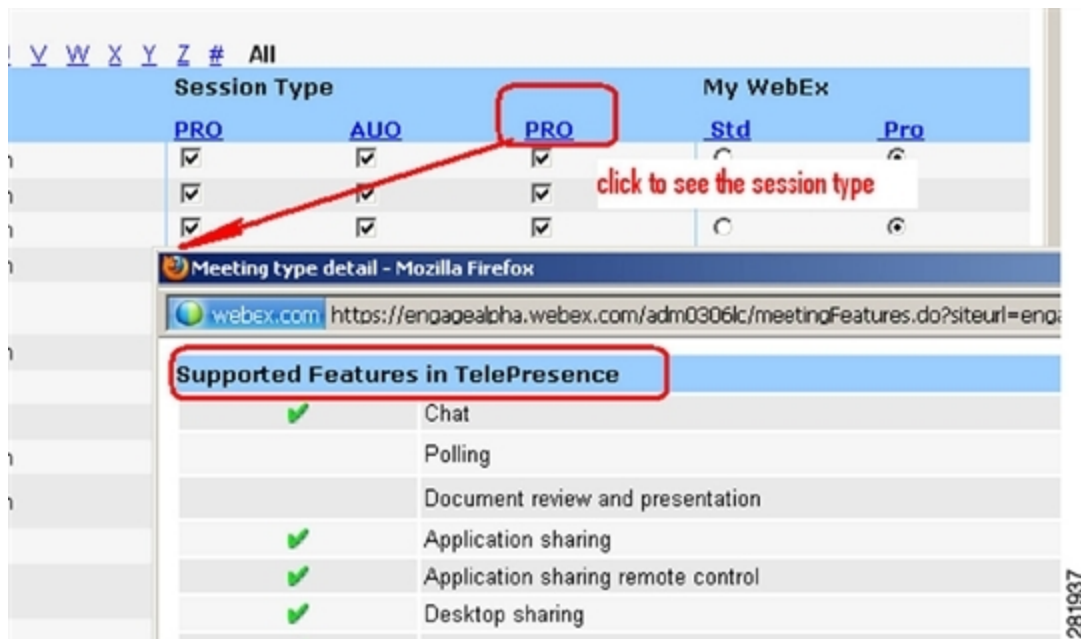 V W X Y Z # All
Session Type My WebEx
PRO AUO PRO Std Pro
click to see the session type
Meeting type detail - Mozilla Firefox
webex.com https://engagealpha.webex.com/adm0306lc/meetingFeatures.do?siteurl=enga
Supported Features in TelePresence
Chat
Polling
Document review and presentation
Application sharing
Application sharing remote control
Desktop sharing
281937